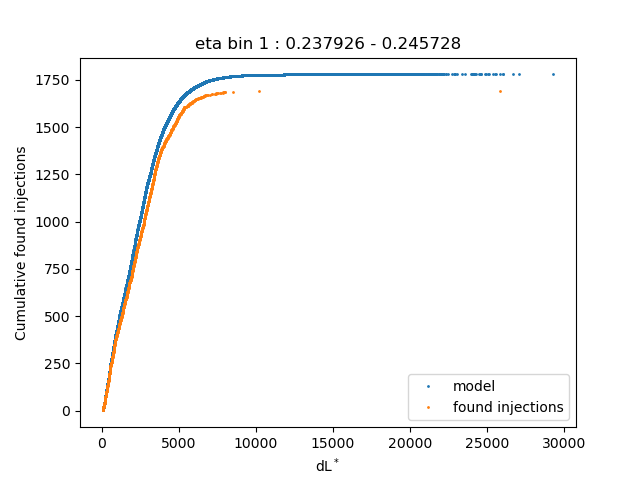 eta bin 1 : 0.237926 - 0.245728
Cumulative found injections
1750
1500
1250
1000
750
500
250
0
0 5000 10000 15000 20000 25000 30000
dL*
model
found injections